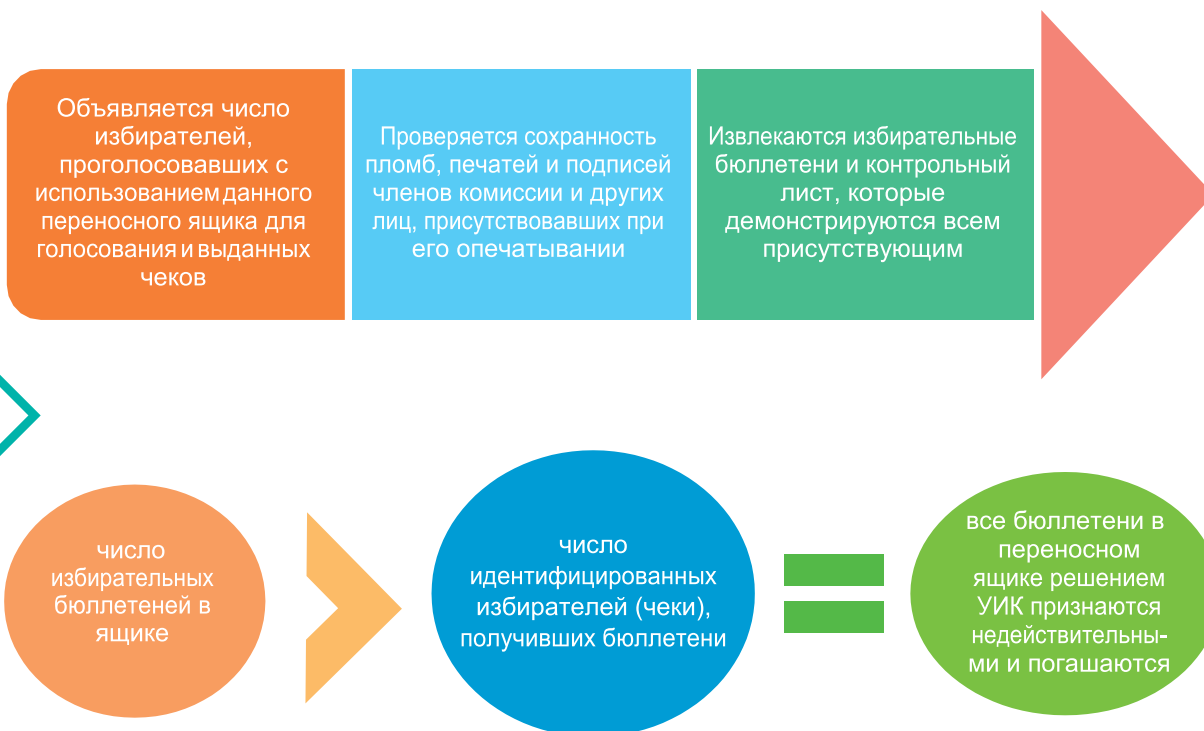 Объявляется число
избирателей,
проголосовавших с
использованием данного
переносного ящика для
голосования и выданных
чеков
Проверяется сохранность
пломб, печатей и подписей
членов комиссии и других
лиц, присутствовавших при
его опечатывании
Извлекаются избирательные
бюллетени и контрольный
лист, которые
демонстрируются всем
присутствующим
число
избирательных
бюллетеней в
ящике
число
идентифицированных
избирателей (чеки),
получивших бюллетени
все бюллетени в
переносном
ящике решением
УИК признаются
недействительны-
ми и погашаются